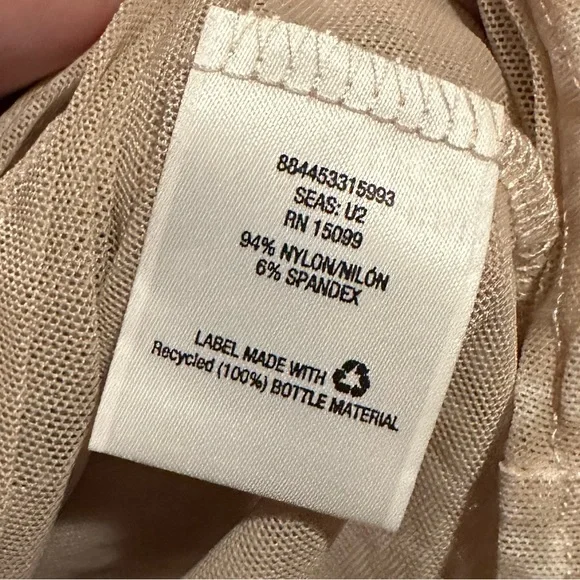 884453315993
SEAS: U2
RN 15099
94% NYLON/NILÓN
6% SPANDEX
LABEL MADE WITH
Recycled (100%) BOTTLE MATERIAL